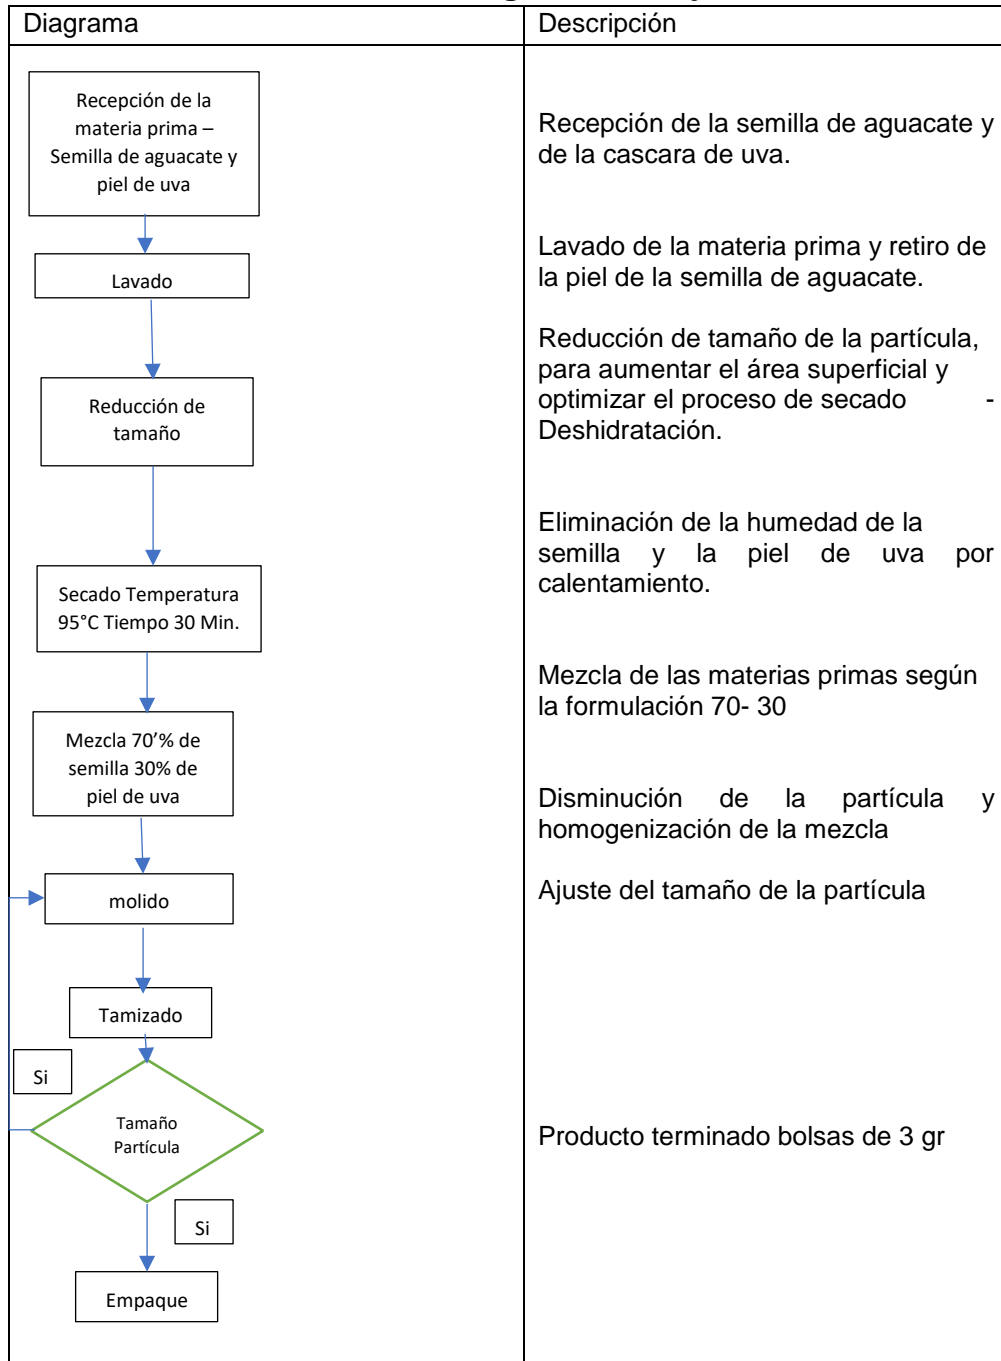 Diagrama
Descripción
Recepción de la
materia prima –
Semilla de aguacate y
piel de uva
Recepción de la semilla de aguacate y
de la cascara de uva.
Lavado
Lavado de la materia prima y retiro de
la piel de la semilla de aguacate.
Reducción de
tamaño
Reducción de tamaño de la partícula,
para aumentar el área superficial y
optimizar el proceso de secado -
Deshidratación.
Secado Temperatura
95°C Tiempo 30 Min.
Eliminación de la humedad de la
semilla y la piel de uva por
calentamiento.
Mezcla 70’% de
semilla 30% de
piel de uva
Mezcla de las materias primas según
la formulación 70- 30
molido
Disminución de la partícula y
homogenización de la mezcla
Tamizado
Ajuste del tamaño de la partícula
Si
Tamaño
Partícula
Si
Empaque
Producto terminado bolsas de 3 gr